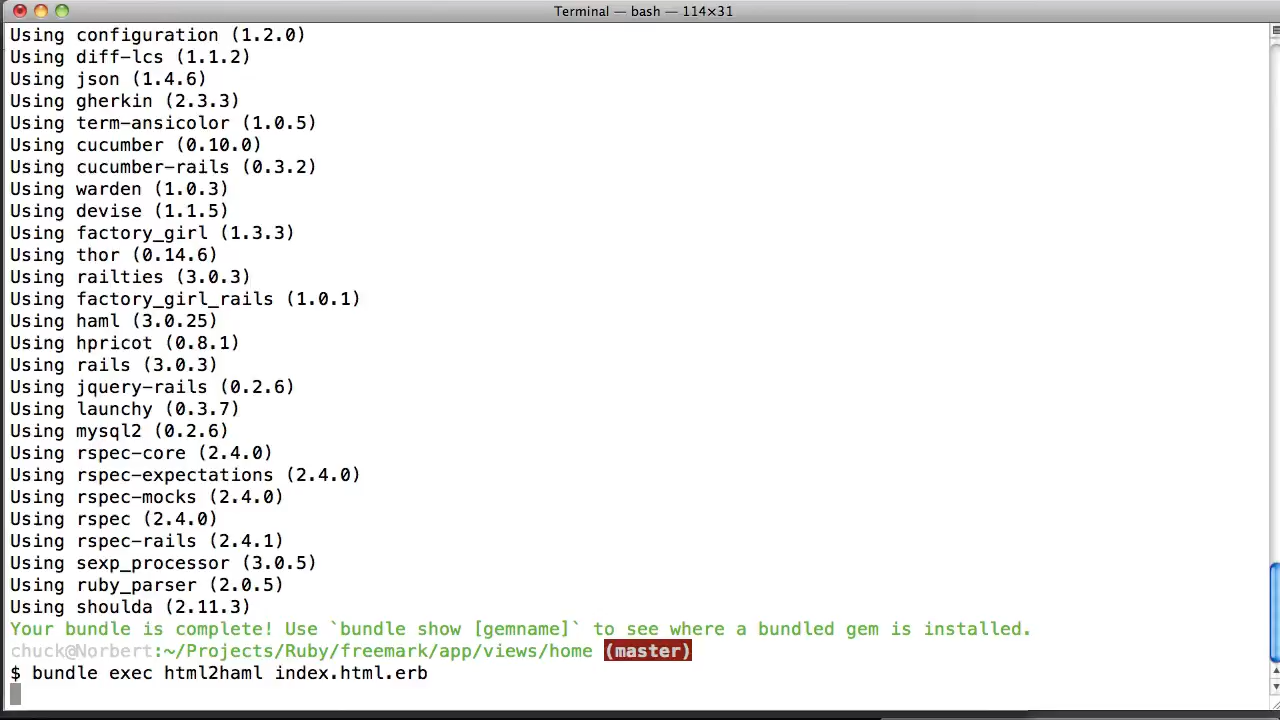 Terminal — bash — 114×31
Using configuration (1.2.0)
Using diff-lcs (1.1.2)
Using json (1.4.6)
Using gherkin (2.3.3)
Using term-ansicolor (1.0.5)
Using cucumber (0.10.0)
Using cucumber-rails (0.3.2)
Using warden (1.0.3)
Using devise (1.1.5)
Using factory_girl (1.3.3)
Using thor (0.14.6)
Using railties (3.0.3)
Using factory_girl_rails (1.0.1)
Using haml (3.0.25)
Using hpricot (0.8.1)
Using rails (3.0.3)
Using jquery-rails (0.2.6)
Using launchy (0.3.7)
Using mysql2 (0.2.6)
Using rspec-core (2.4.0)
Using rspec-expectations (2.4.0)
Using rspec-mocks (2.4.0)
Using rspec (2.4.0)
Using rspec-rails (2.4.1)
Using sexp_processor (3.0.5)
Using ruby_parser (2.0.5)
Using shoulda (2.11.3)
Your bundle is complete! Use `bundle show [gemname]` to see where a bundled gem is installed.
chuck@Norbert:~/Projects/Ruby/freemark/app/views/home (master)
$ bundle exec html2haml index.html.erb